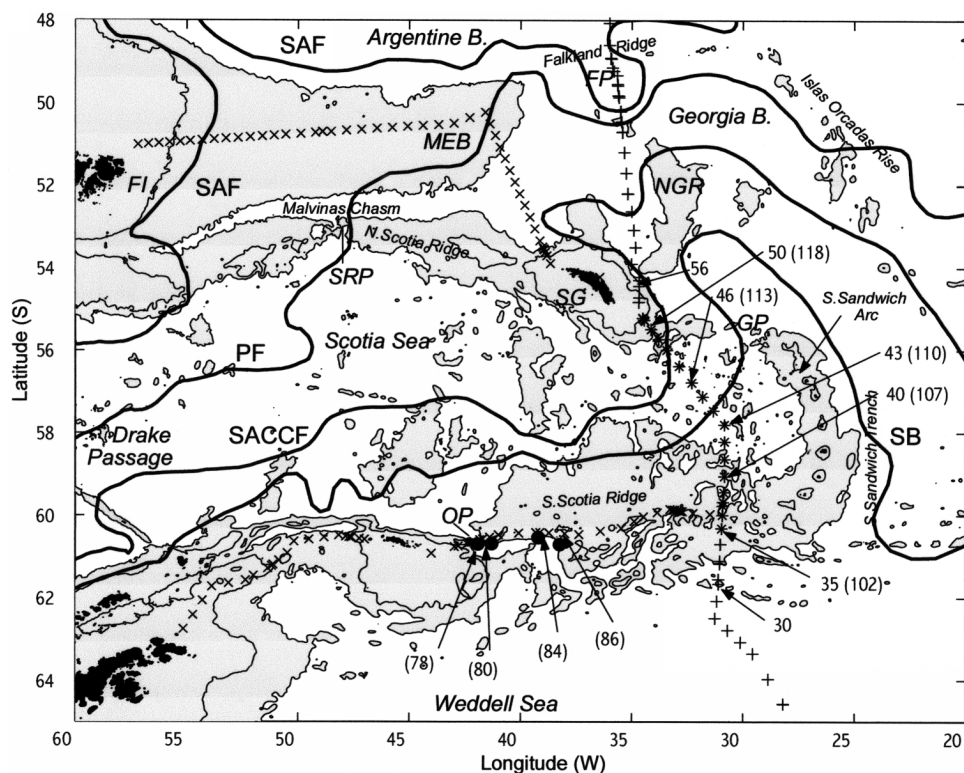 48
SAF
Argentine B.
Falkland Ridge
FP
Islas Orcadas
Rise
50
Georgia B.
MEB
Latitude (S)
52
FI
SAF
NGR
Malvinas Chasm
N.Scotia Ridge
50 (118)
54
SRP
SG
56
46 (113)
S.Sandwich
Arc
GP
56
PF
Scotia Sea
43 (110)
40 (107)
58
Drake
Passage
SACCF
S.Sandwich Trench
SB
60
OP
S.Scotia Ridge
35 (102)
62
30
(78)
(80)
(84)
(86)
64
Weddell Sea
60
55
50
45
40
35
30
25
20
Longitude (W)